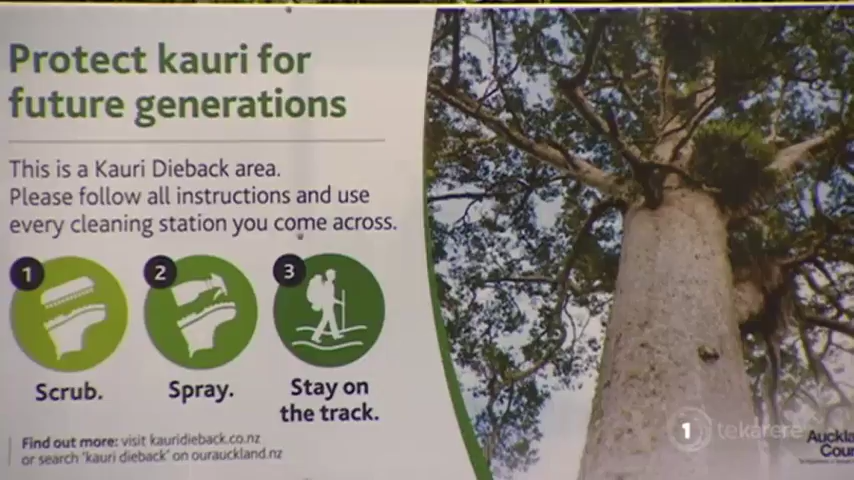 Protect kauri for
future generations
This is a Kauri Dieback area.
Please follow all instructions and use
every cleaning station you come across.
1
2
3
Scrub.
Spray.
Stay on
the track.
Find out more: visit kauridieback.co.nz
or search 'kauri dieback' on ourauckland.nz
1 tekarere
Auckla
Cour